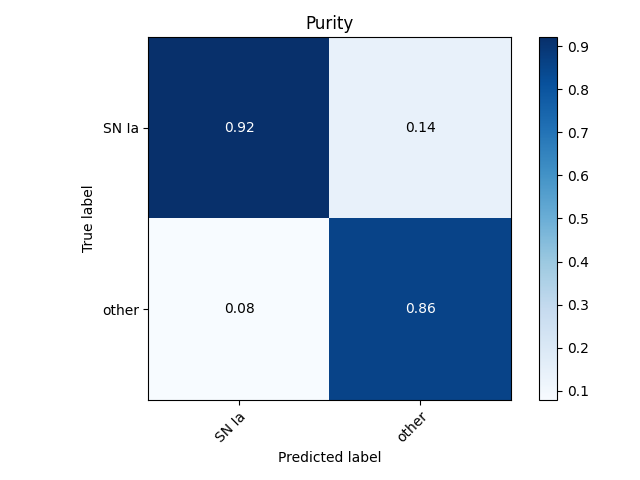 Purity
SN Ia
0.92
0.14
other
0.08
0.86
True label
SN Ia
other
Predicted label
0.9
0.8
0.7
0.6
0.5
0.4
0.3
0.2
0.1